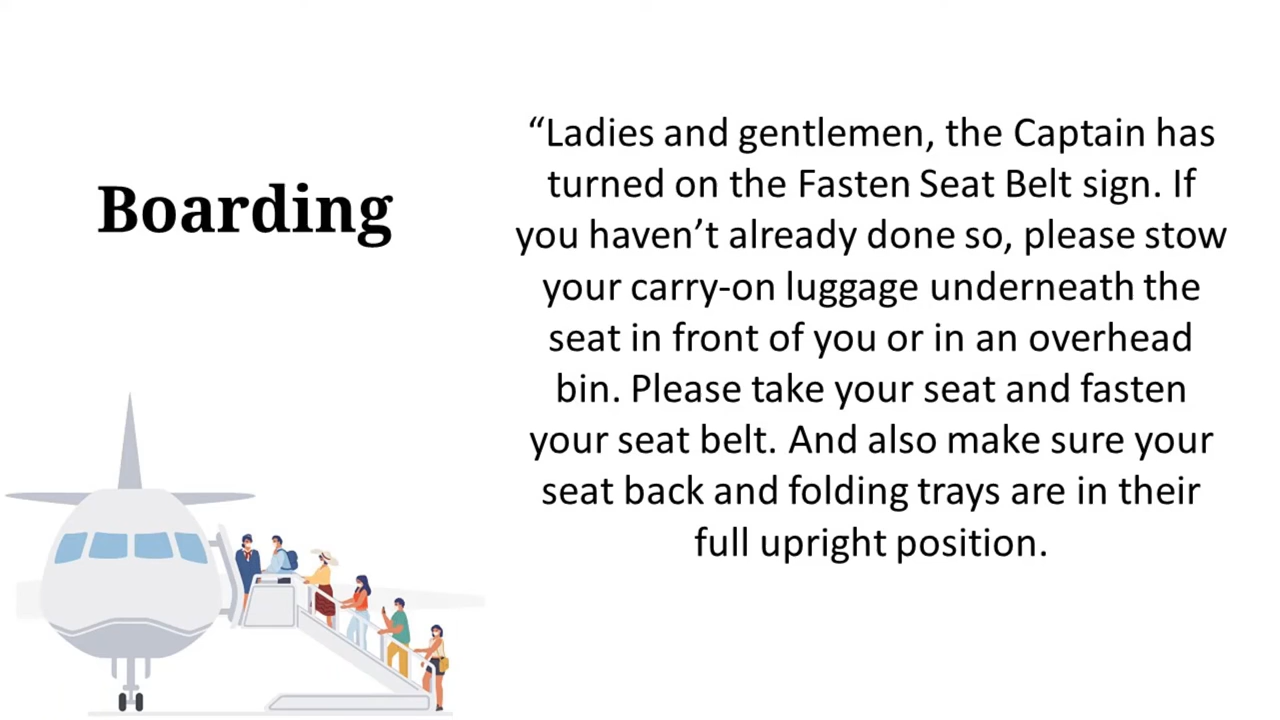 Boarding
“Ladies and gentlemen, the Captain has
turned on the Fasten Seat Belt sign. If
you haven’t already done so, please stow
your carry-on luggage underneath the
seat in front of you or in an overhead
bin. Please take your seat and fasten
your seat belt. And also make sure your
seat back and folding trays are in their
full upright position.